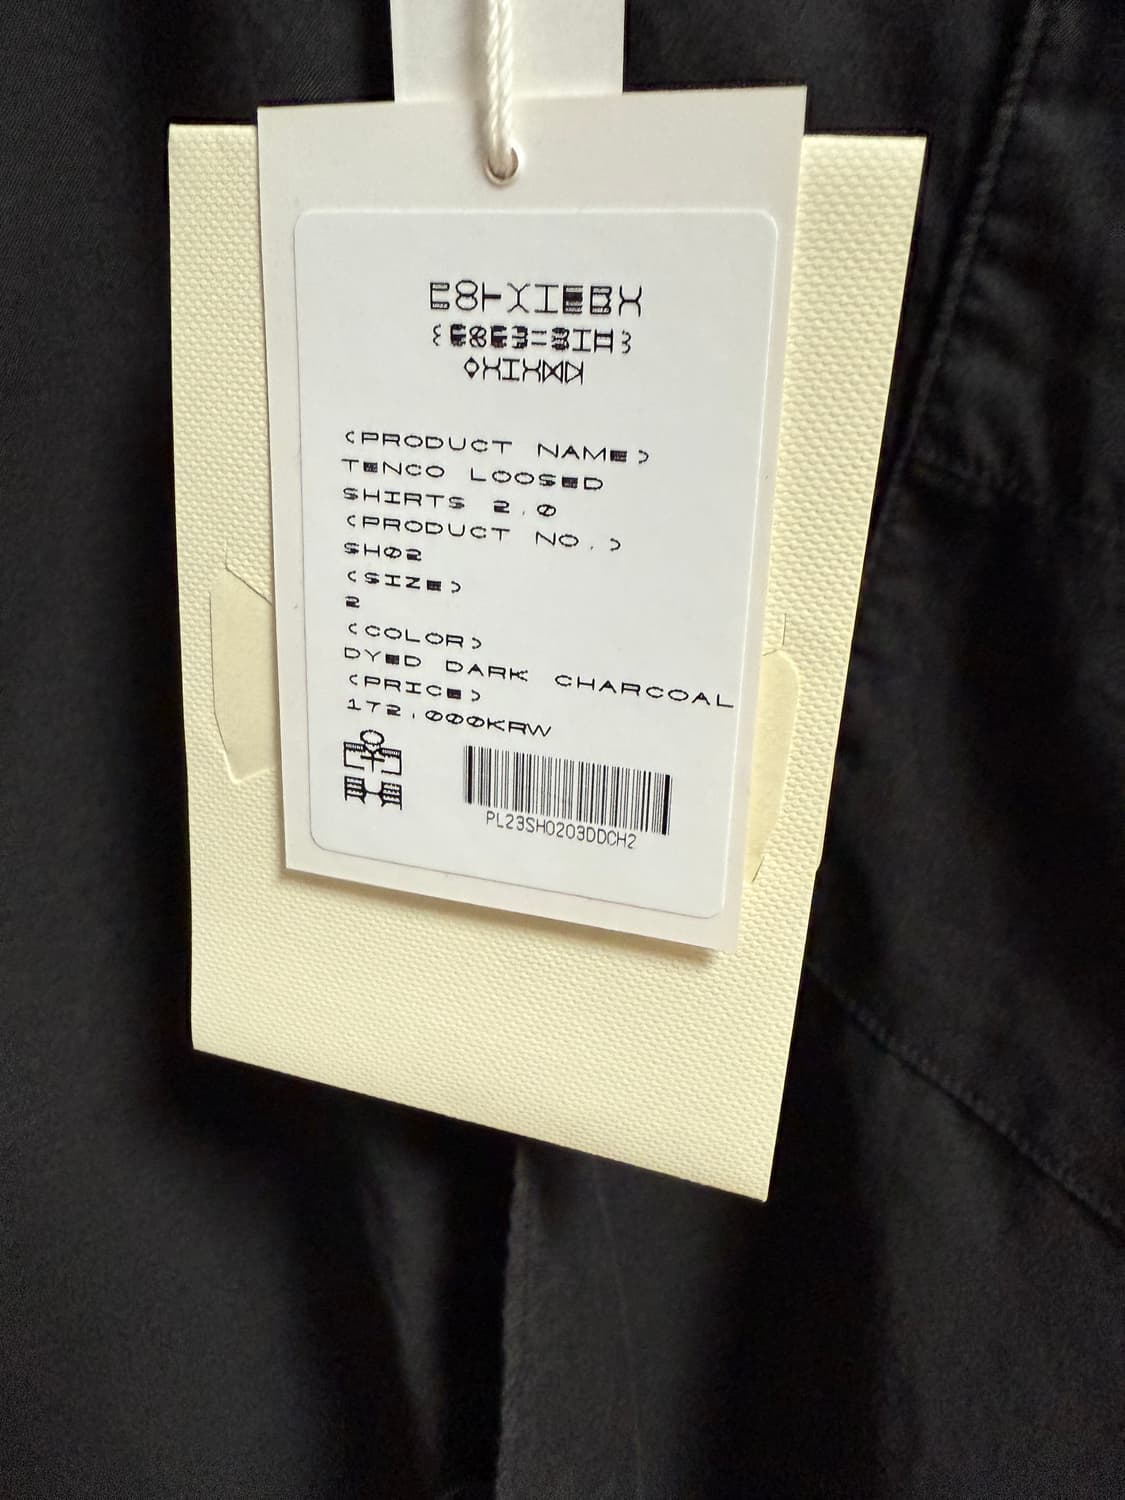 <PRODUCT NAME>
TENCO LOOSED
SHIRTS 2.0
<PRODUCT NO.>
SH02
<SIZE>
2
<COLOR>
DYED DARK CHARCOAL
<PRICE>
172.000KRW
PL23SH0203DDCH2